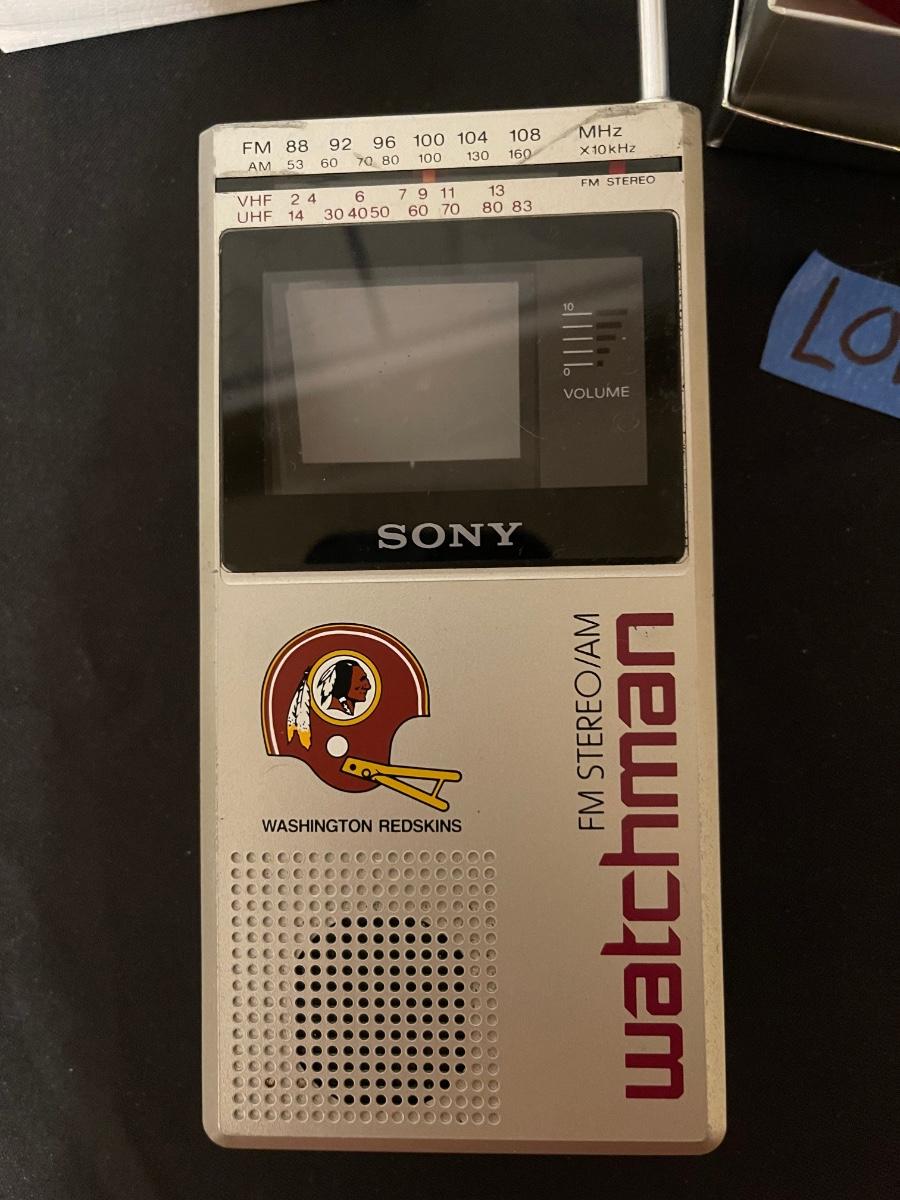 FM 88 92 96 100 104 108 MHz
AM 53 60 70 80 100 130 160 X10kHz
FM STEREO
VHF 2 4 6 7 9 11 13
UHF 14 30 40 50 60 70 80 83
10
0
VOLUME
SONY
WASHINGTON REDSKINS
FM STEREO/AM
watchman